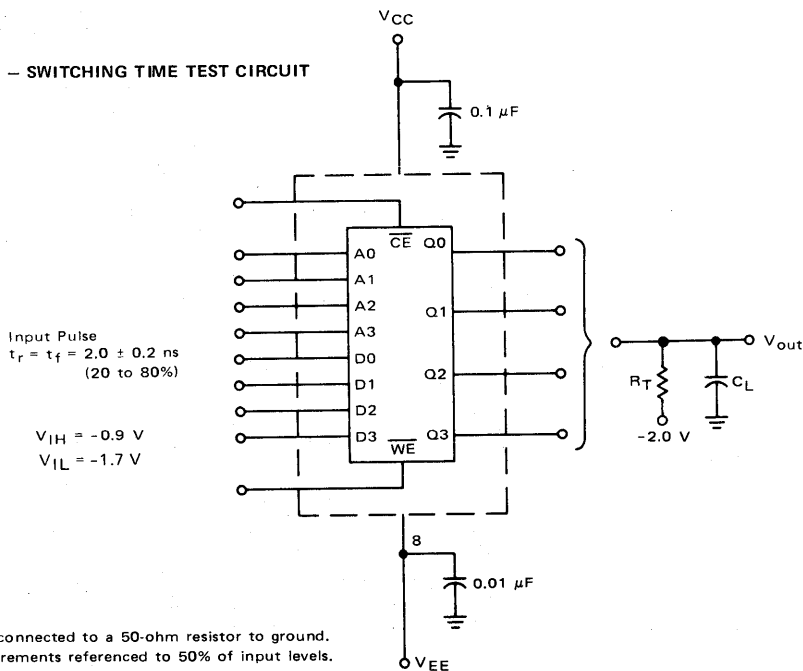 VCC
– SWITCHING TIME TEST CIRCUIT
0.1 μF
CE
Q0
A0
A1
Q1
A2
A3
Input Pulse
tr = tf = 2.0 ± 0.2 ns
(20 to 80%)
D0
D1
Q2
D2
D3
Q3
WE
VIH = -0.9 V
VIL = -1.7 V
RT
CL
Vout
-2.0 V
8
0.01 μF
connected to a 50-ohm resistor to ground.
rements referenced to 50% of input levels.
VEE